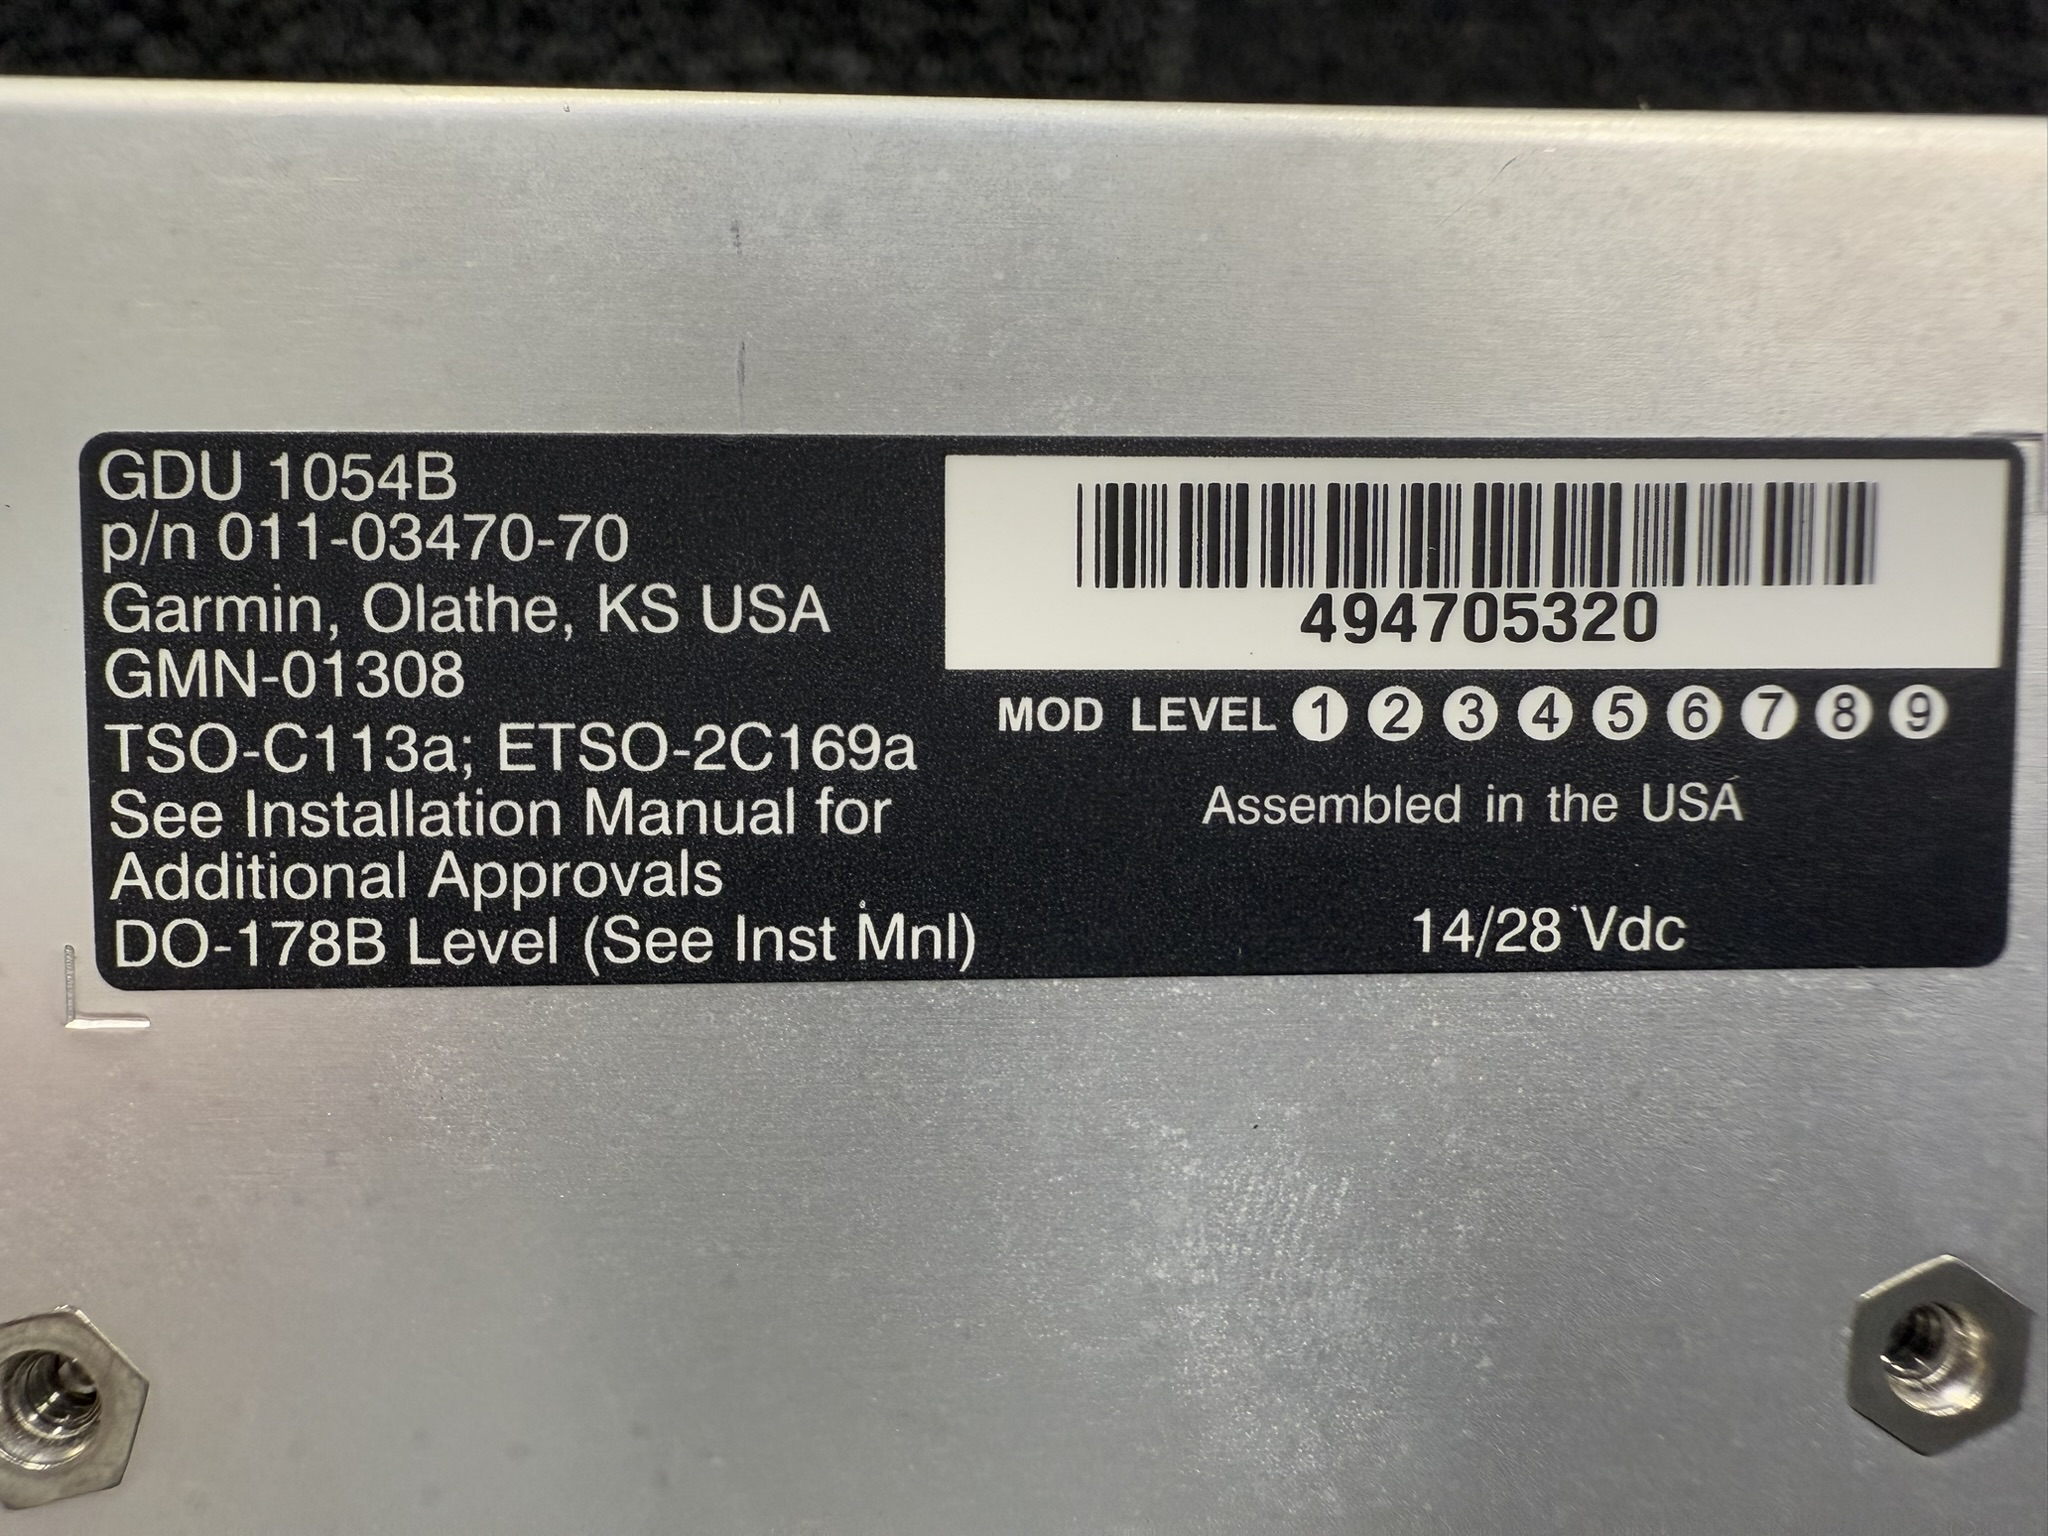 GDU 1054B
p/n 011-03470-70
Garmin, Olathe, KS USA
GMN-01308
TSO-C113a; ETSO-2C169a
See Installation Manual for
Additional Approvals
DO-178B Level (See Inst Mnl)
494705320
MOD LEVEL 1 2 3 4 5 6 7 8 9
Assembled in the USA
14/28 Vdc